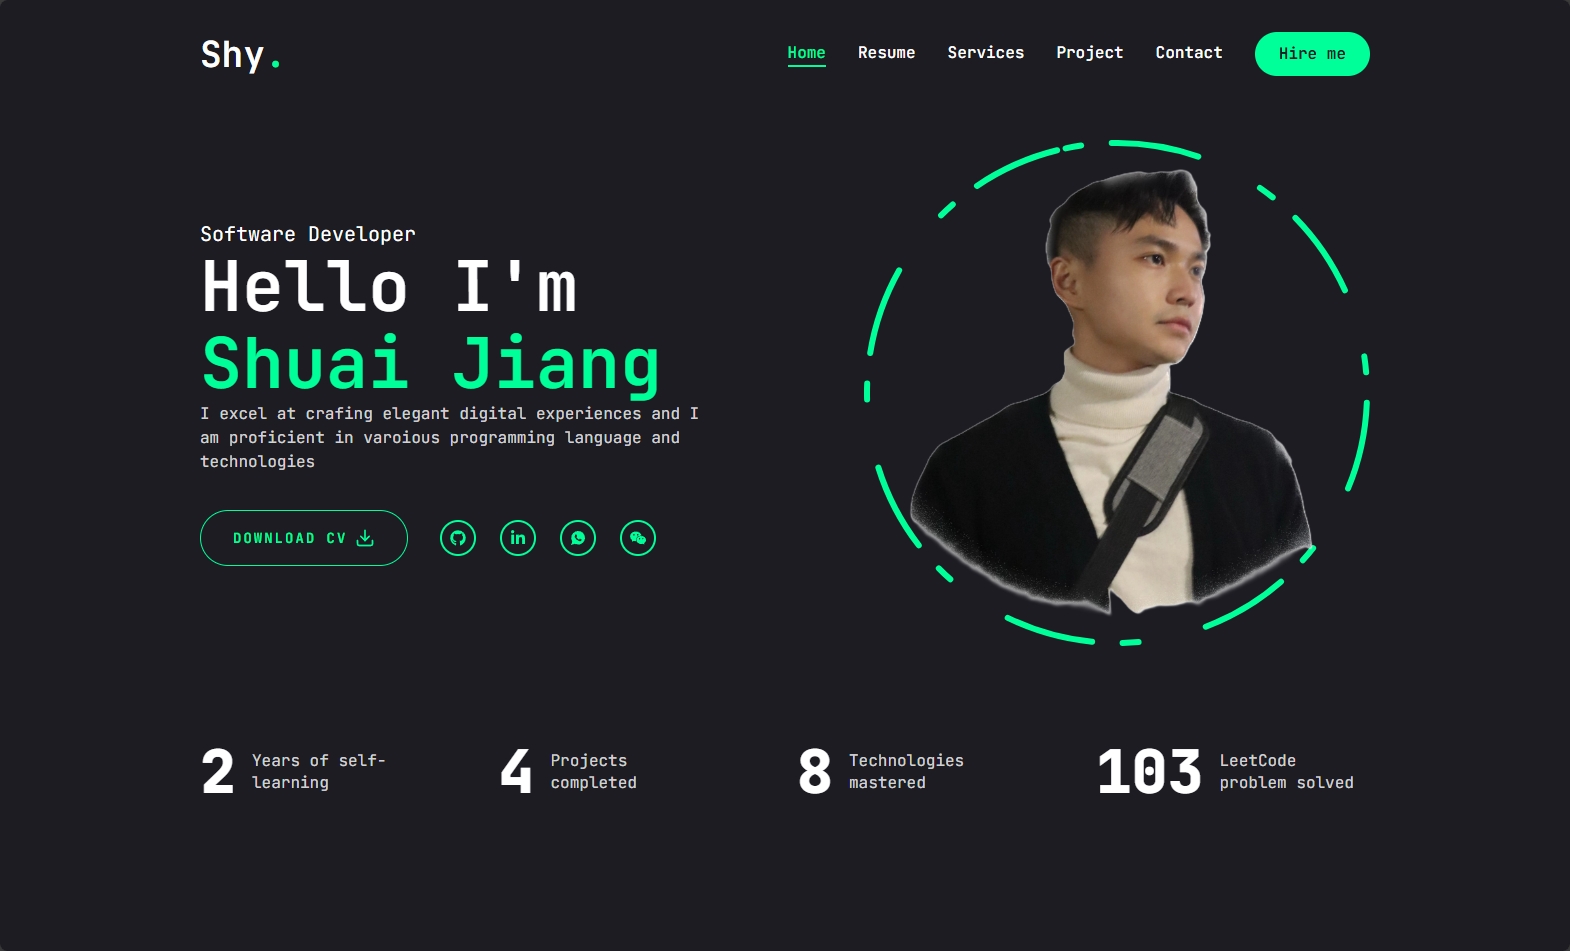 Shy.
Home Resume Services Project Contact Hire me
Software Developer
Hello I'm
Shuai Jiang
I excel at crafing elegant digital experiences and I
am proficient in varoious programming language and
technologies
DOWNLOAD CV
in
2 Years of self-
learning
4 Projects
completed
8 Technologies
mastered
103 LeetCode
problem solved